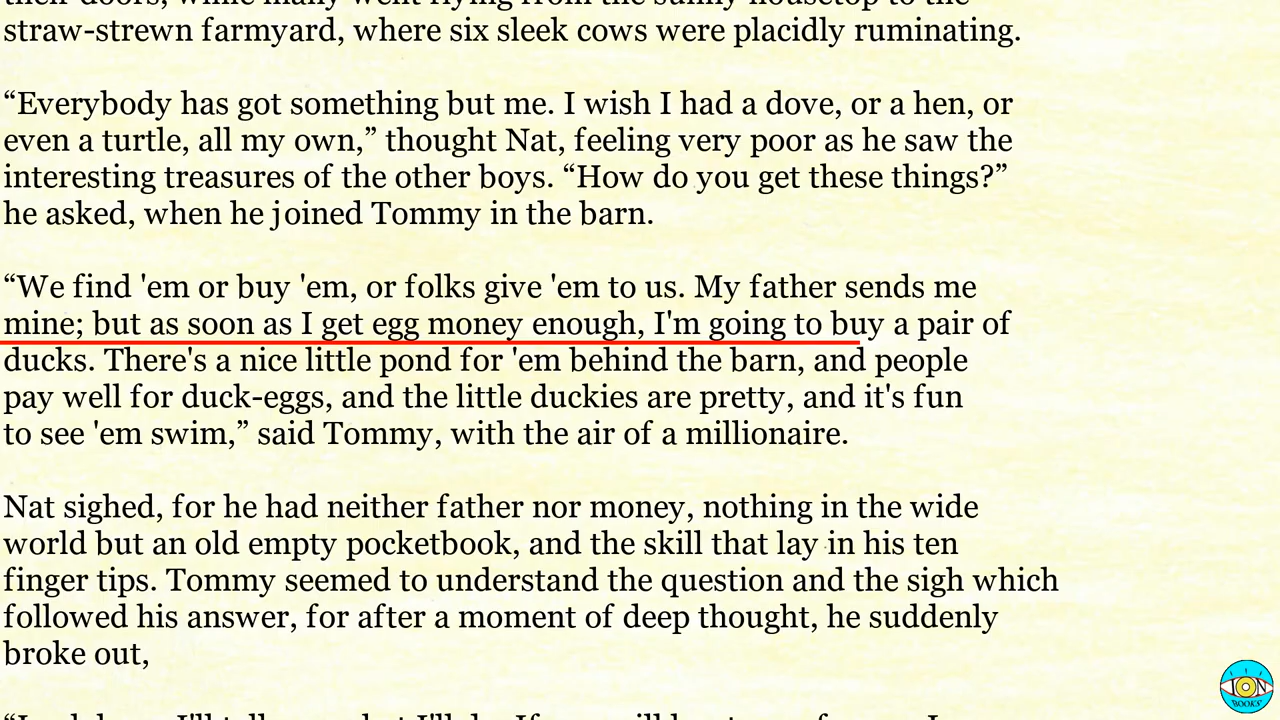 straw-strewn farmyard, where six sleek cows were placidly ruminating.
“Everybody has got something but me. I wish I had a dove, or a hen, or
even a turtle, all my own,” thought Nat, feeling very poor as he saw the
interesting treasures of the other boys. “How do you get these things?”
he asked, when he joined Tommy in the barn.
“We find 'em or buy 'em, or folks give 'em to us. My father sends me
mine; but as soon as I get egg money enough, I'm going to buy a pair of
ducks. There's a nice little pond for 'em behind the barn, and people
pay well for duck-eggs, and the little duckies are pretty, and it's fun
to see 'em swim,” said Tommy, with the air of a millionaire.
Nat sighed, for he had neither father nor money, nothing in the wide
world but an old empty pocketbook, and the skill that lay in his ten
finger tips. Tommy seemed to understand the question and the sigh which
followed his answer, for after a moment of deep thought, he suddenly
broke out,
ION
BOOKS